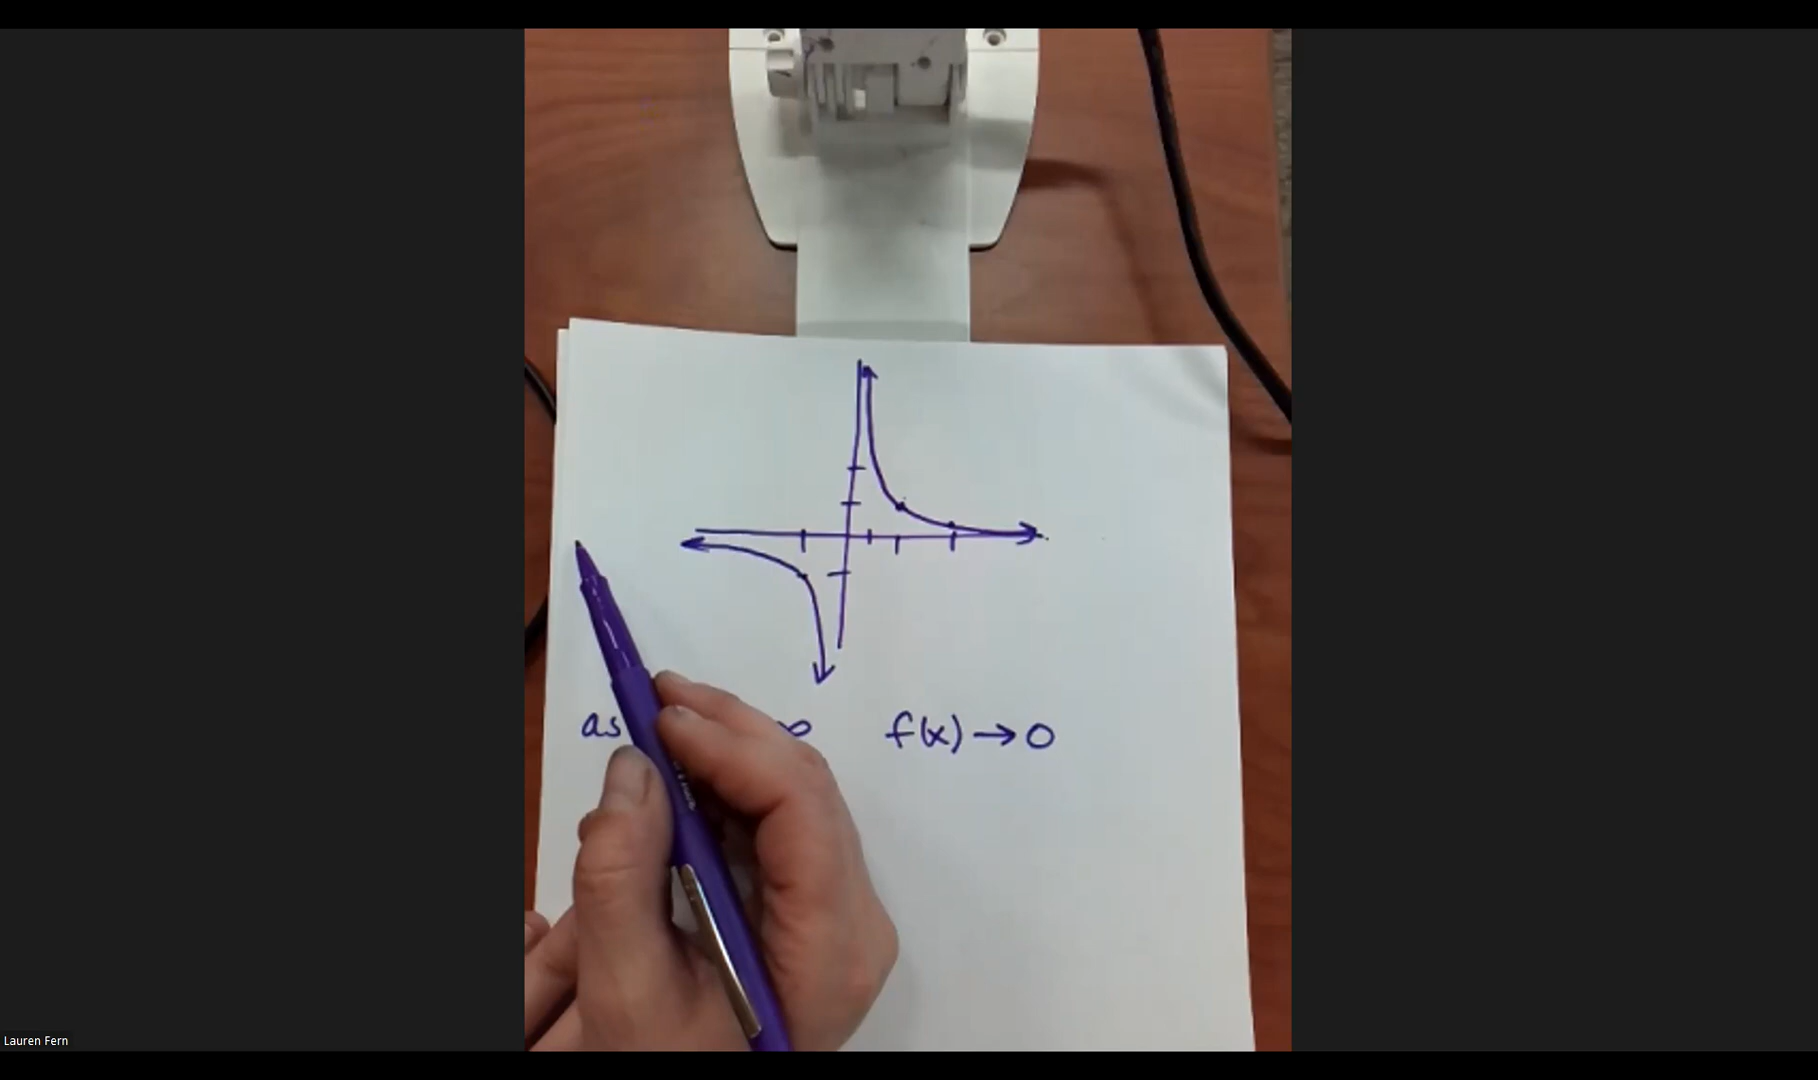 as ∞ f(x) → 0
Lauren Fern